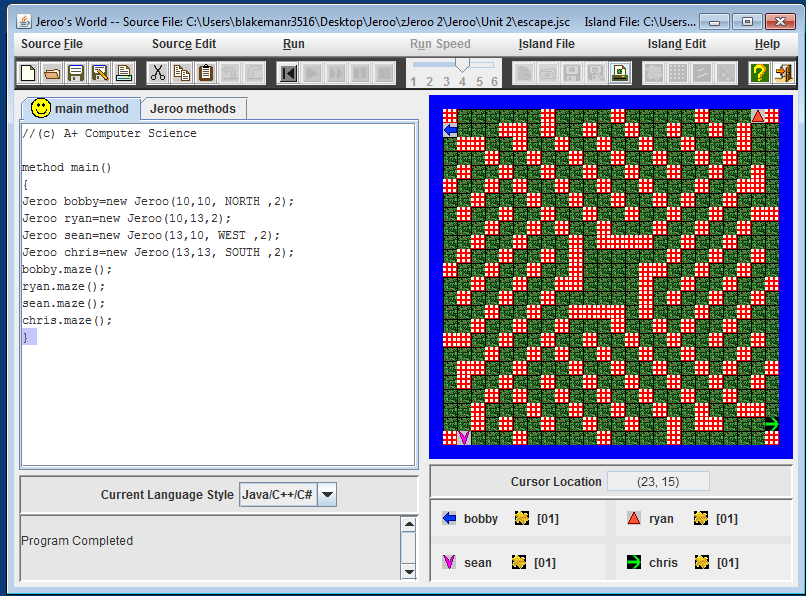 Jeroo's World -- Source File: C:\Users\blakemanr3516\Desktop\Jeroo\zJeroo 2\Jeroo\Unit 2\escape.jsc Island File: C:\Users...
Source File Source Edit Run Run Speed Island File Island Edit Help
1 2 3 4 5 6
main method Jeroo methods
//(c) A+ Computer Science
method main()
{
Jeroo bobby=new Jeroo(10,10, NORTH ,2);
Jeroo ryan=new Jeroo(10,13,2);
Jeroo sean=new Jeroo(13,10, WEST ,2);
Jeroo chris=new Jeroo(13,13, SOUTH ,2);
bobby.maze();
ryan.maze();
sean.maze();
chris.maze();
}
Current Language Style Java/C++/C#
Program Completed
Cursor Location (23, 15)
bobby [01] ryan [01]
sean [01] chris [01]